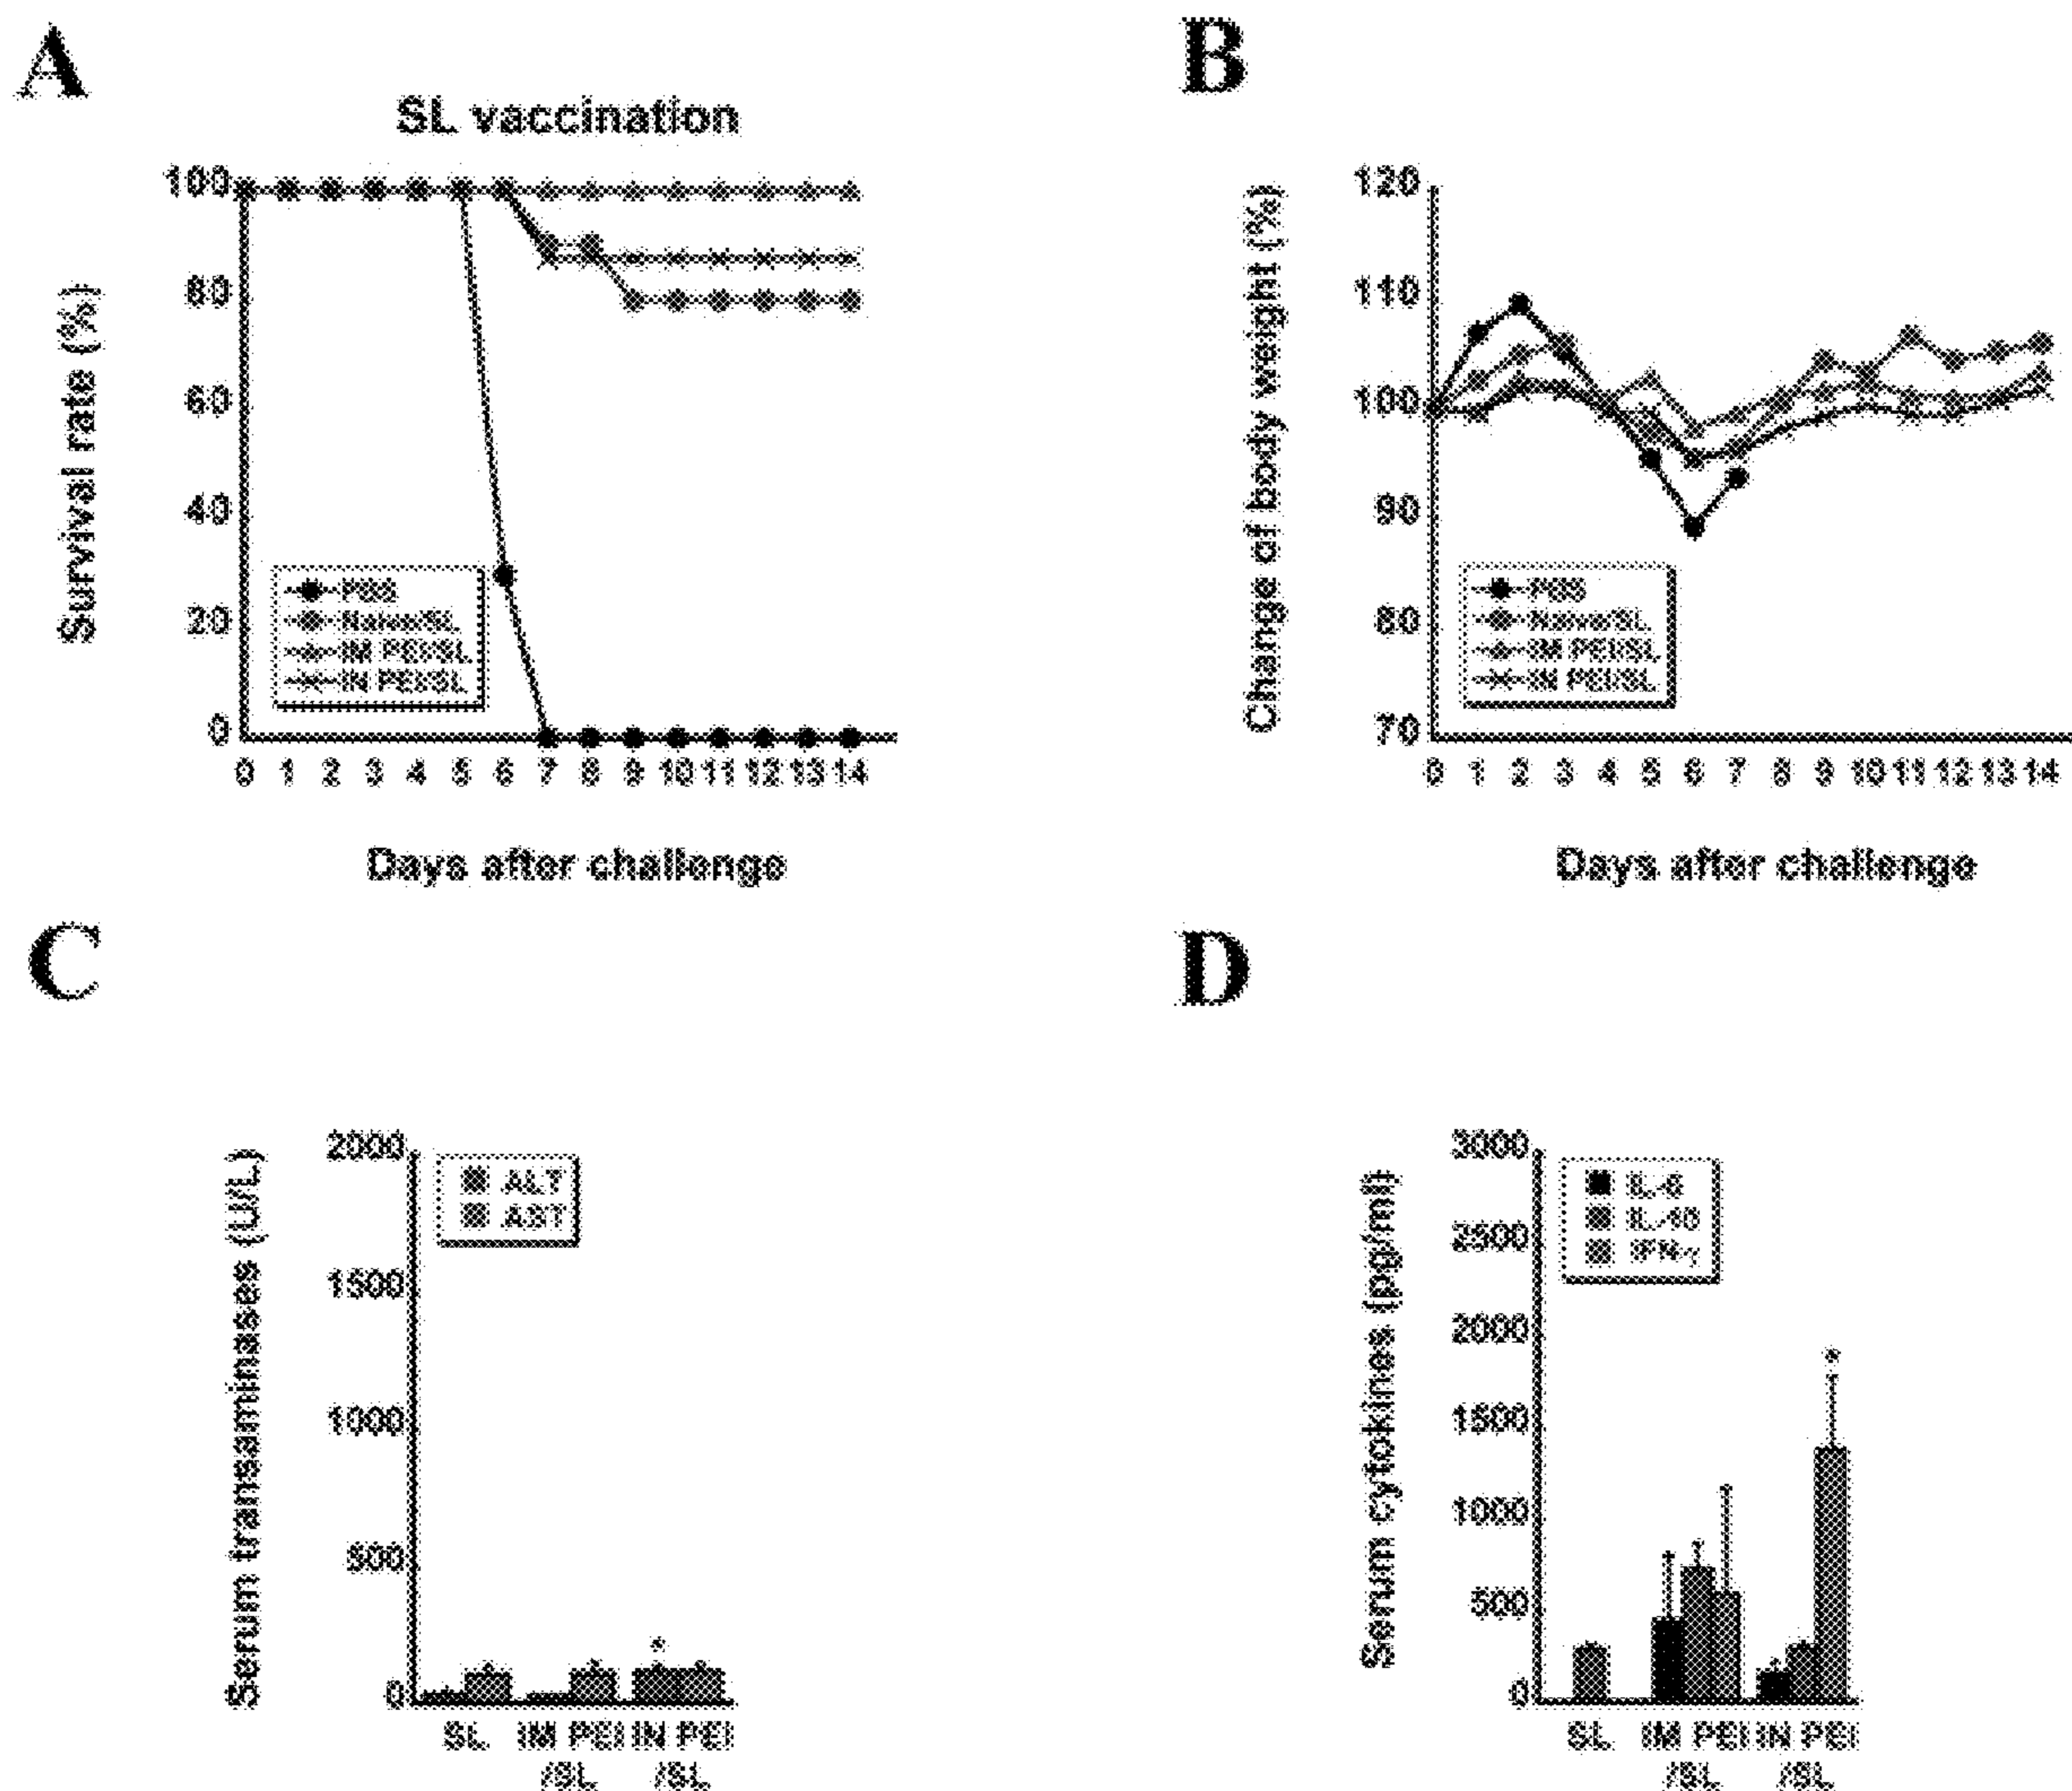 A
SL vaccination
Survival rate (%)
100
80
60
40
20
0
PBS
Naive/SL
IM PEI/SL
IN PEI/SL
0 1 2 3 4 5 6 7 8 9 10 11 12 13 14
Days after challenge
B
Change of body weight (%)
120
110
100
90
80
70
PBS
Naive/SL
IM PEI/SL
IN PEI/SL
0 1 2 3 4 5 6 7 8 9 10 11 12 13 14
Days after challenge
C
Serum transaminases (U/L)
2000
1500
1000
500
0
ALT
AST
SL IM PEI IN PEI
/SL /SL
*
D
Serum cytokines (pg/ml)
3000
2500
2000
1500
1000
500
0
IL-6
IL-10
IFN-γ
*
SL IM PEI IN PEI
/SL /SL